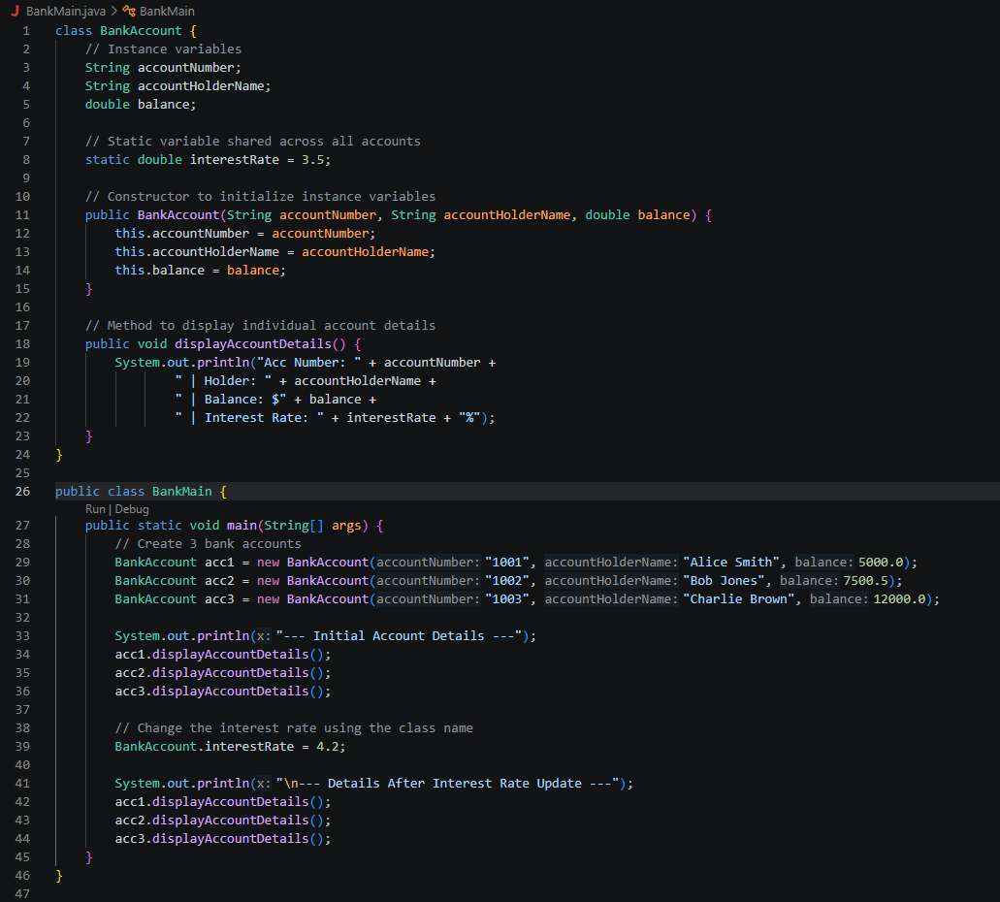 BankMain.java > BankMain
1 class BankAccount {
2     // Instance variables
3     String accountNumber;
4     String accountHolderName;
5     double balance;
6
7     // Static variable shared across all accounts
8     static double interestRate = 3.5;
9
10     // Constructor to initialize instance variables
11     public BankAccount(String accountNumber, String accountHolderName, double balance) {
12         this.accountNumber = accountNumber;
13         this.accountHolderName = accountHolderName;
14         this.balance = balance;
15     }
16
17     // Method to display individual account details
18     public void displayAccountDetails() {
19         System.out.println("Acc Number: " + accountNumber +
20                 " | Holder: " + accountHolderName +
21                 " | Balance: $" + balance +
22                 " | Interest Rate: " + interestRate + "%");
23     }
24 }
25
26 public class BankMain {
Run | Debug
27     public static void main(String[] args) {
28         // Create 3 bank accounts
29         BankAccount acc1 = new BankAccount(accountNumber: "1001", accountHolderName: "Alice Smith", balance: 5000.0);
30         BankAccount acc2 = new BankAccount(accountNumber: "1002", accountHolderName: "Bob Jones", balance: 7500.5);
31         BankAccount acc3 = new BankAccount(accountNumber: "1003", accountHolderName: "Charlie Brown", balance: 12000.0);
32
33         System.out.println(x: "--- Initial Account Details ---");
34         acc1.displayAccountDetails();
35         acc2.displayAccountDetails();
36         acc3.displayAccountDetails();
37
38         // Change the interest rate using the class name
39         BankAccount.interestRate = 4.2;
40
41         System.out.println(x: "\n--- Details After Interest Rate Update ---");
42         acc1.displayAccountDetails();
43         acc2.displayAccountDetails();
44         acc3.displayAccountDetails();
45     }
46 }
47